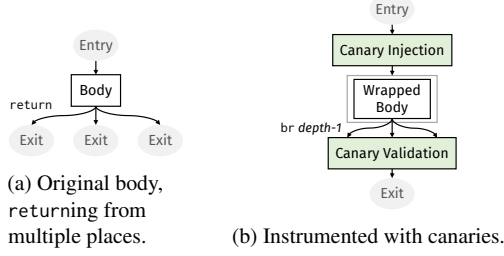 Entry
Body
return
Exit Exit Exit
(a) Original body,
returning from
multiple places.
Entry
Canary Injection
Wrapped
Body
br depth-1
Canary Validation
Exit
(b) Instrumented with canaries.